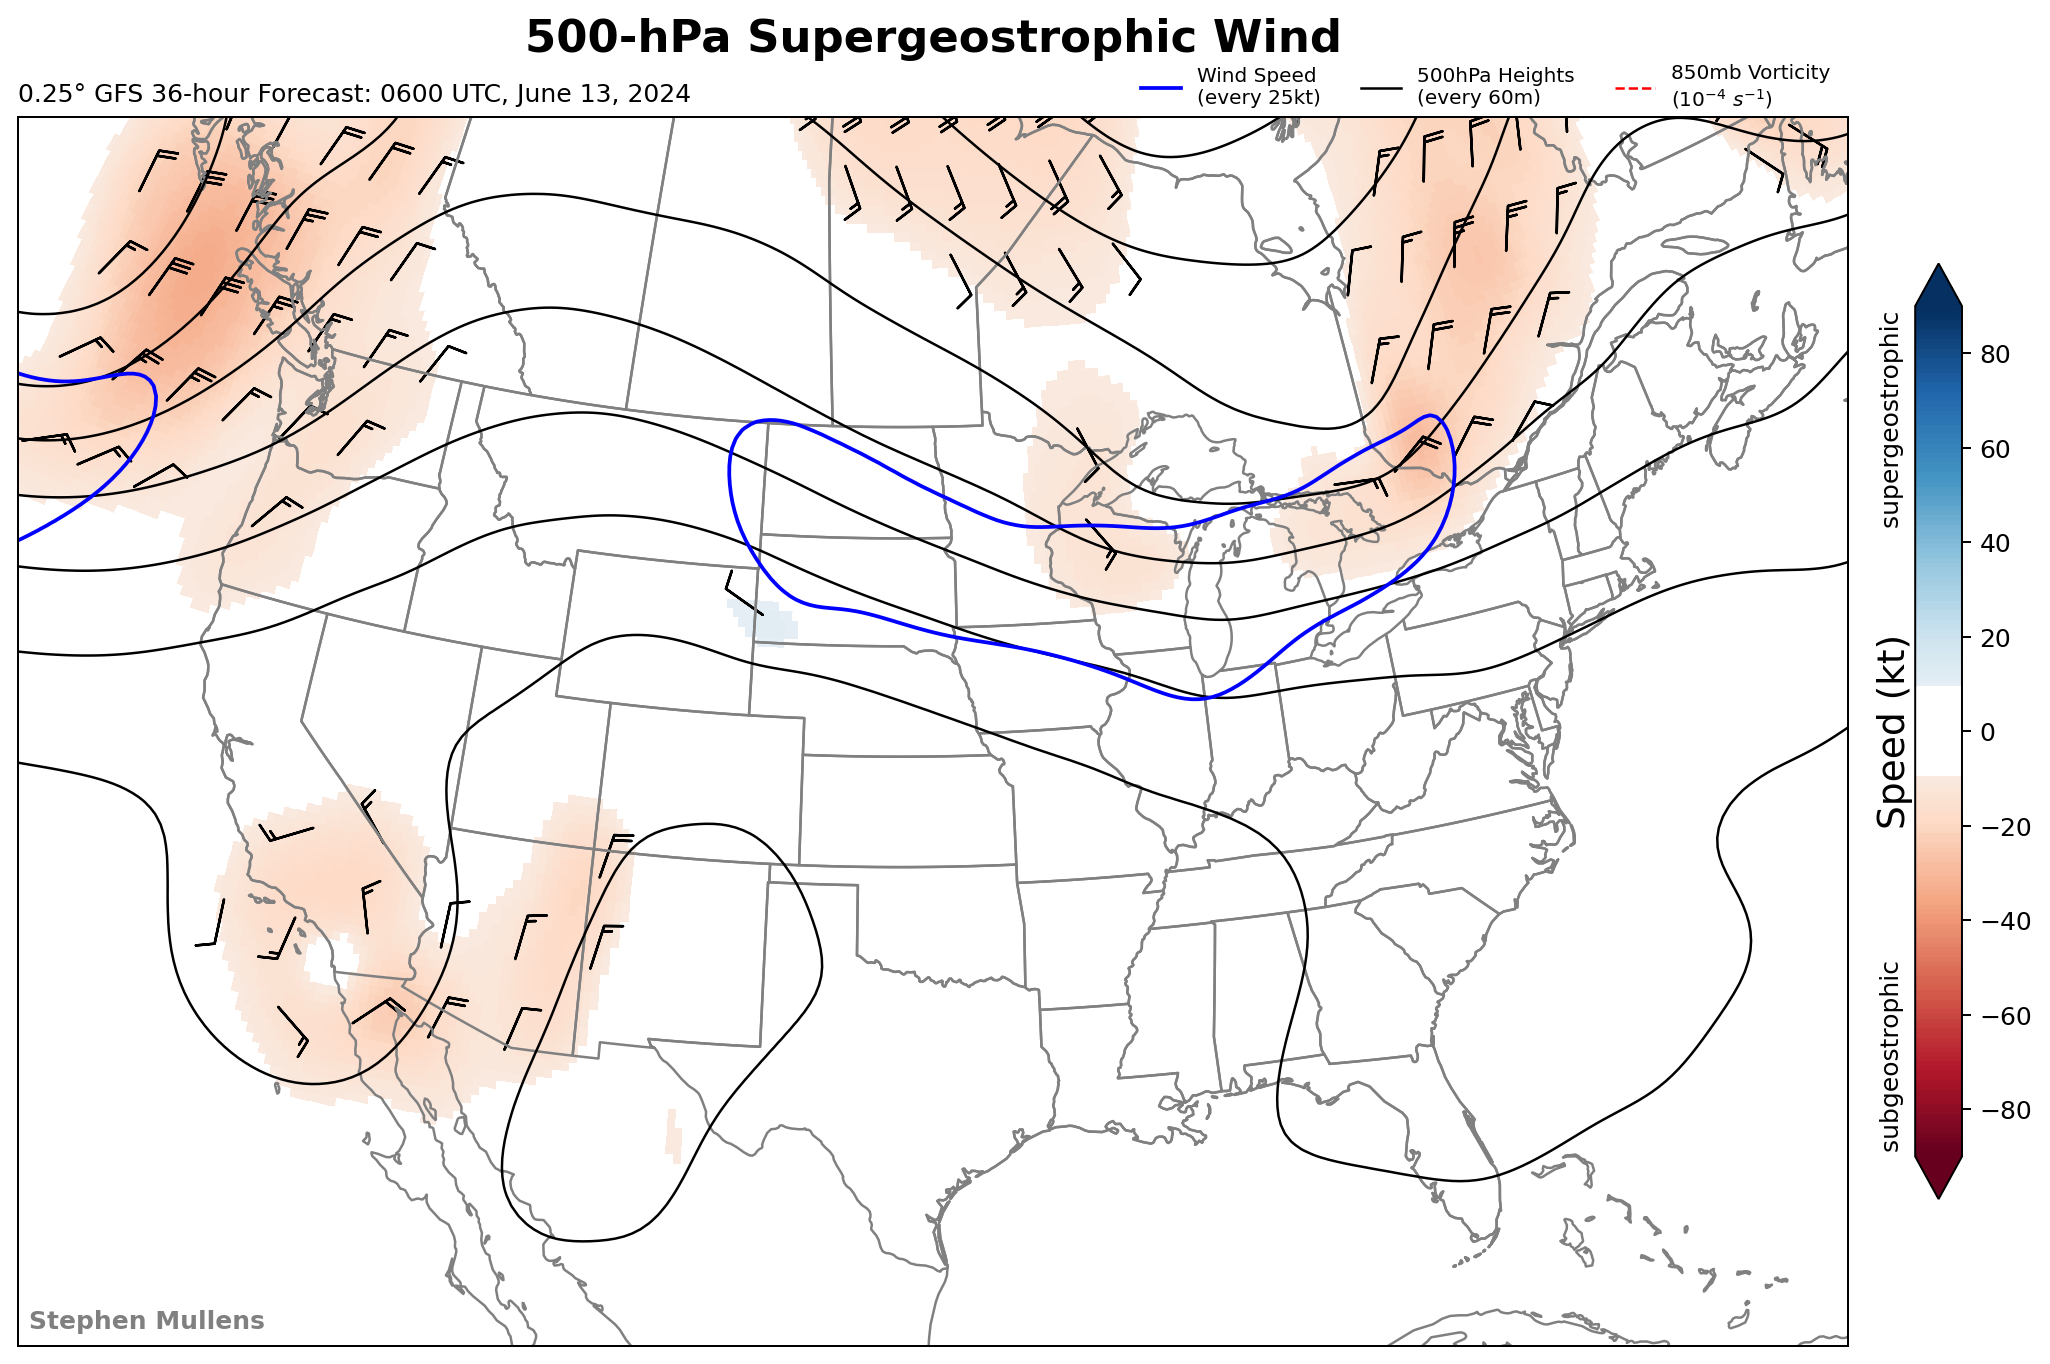 500-hPa Supergeostrophic Wind
0.25° GFS 36-hour Forecast: 0600 UTC, June 13, 2024
Wind Speed
(every 25kt)
500hPa Heights
(every 60m)
850mb Vorticity
(10⁻⁴ s⁻¹)
supergeostrophic
Speed (kt)
subgeostrophic
80
60
40
20
0
−20
−40
−60
−80
Stephen Mullens